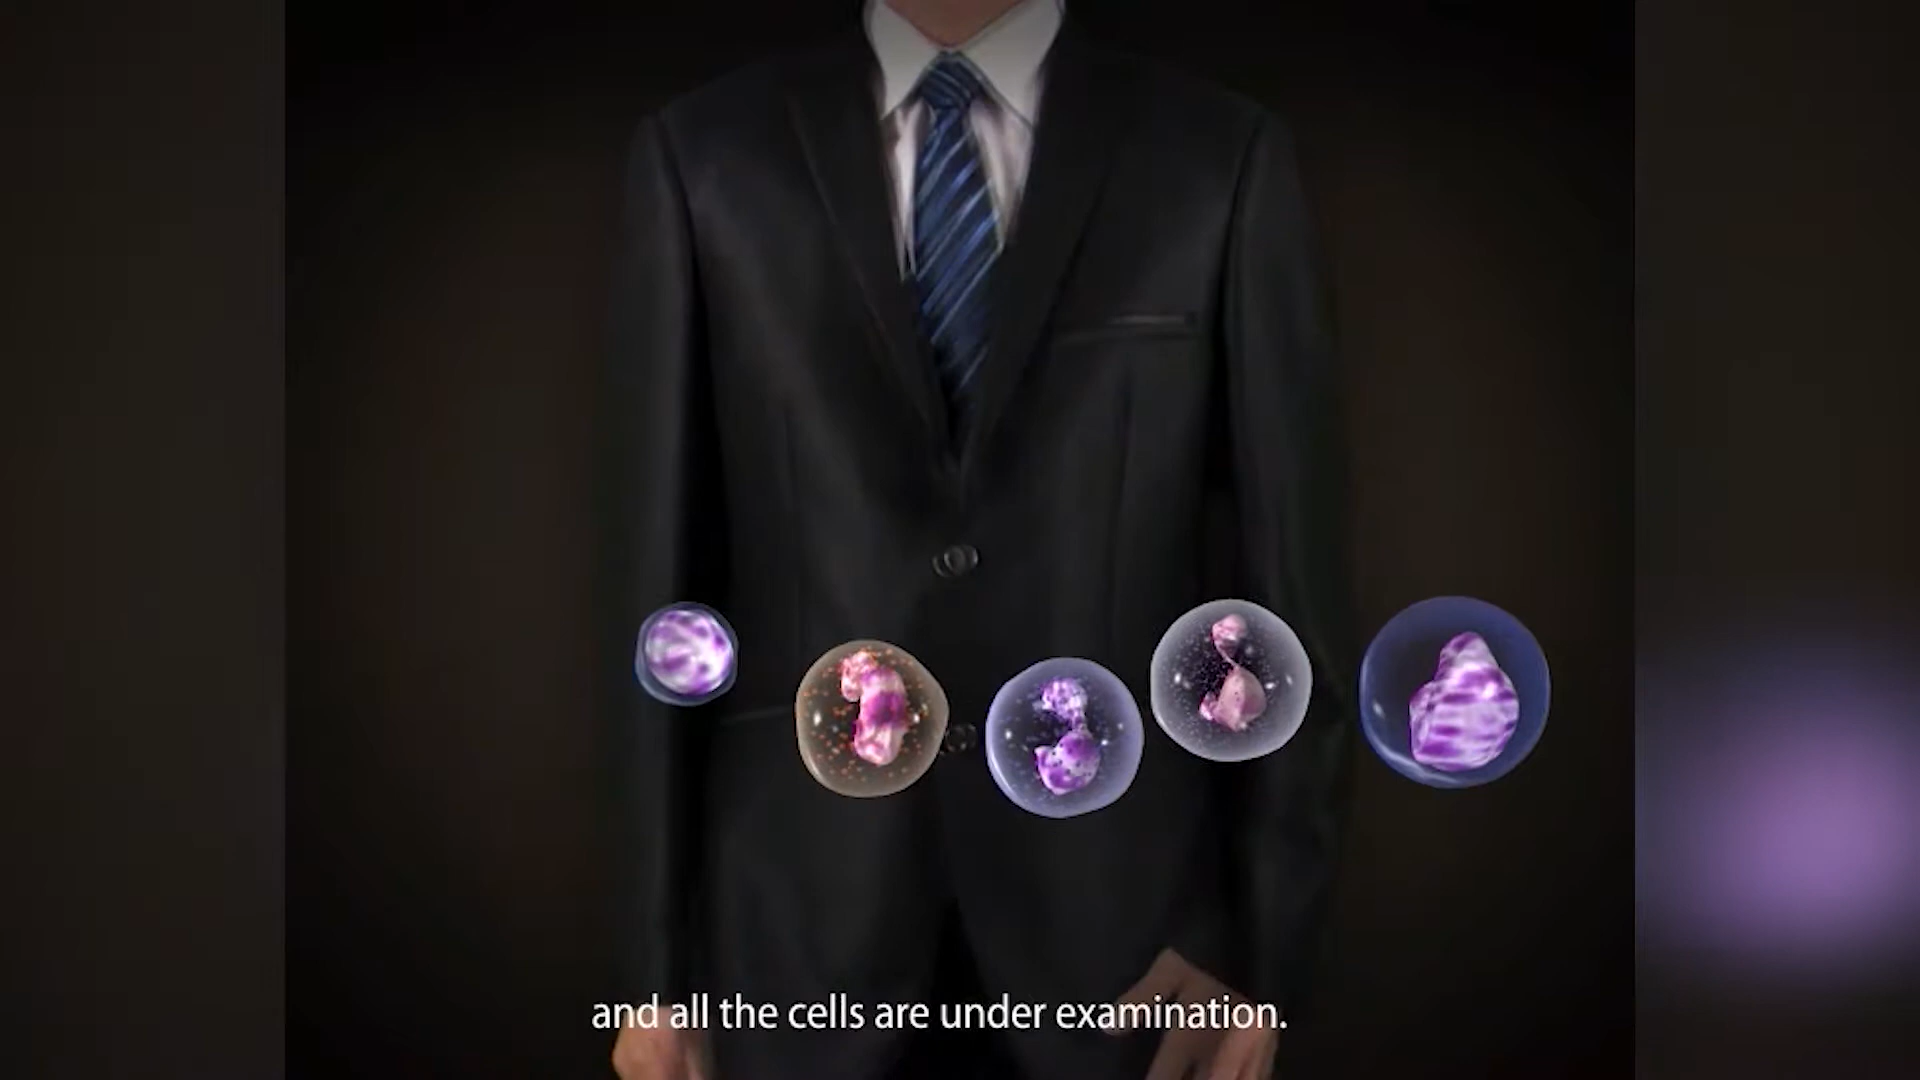 and all the cells are under examination.